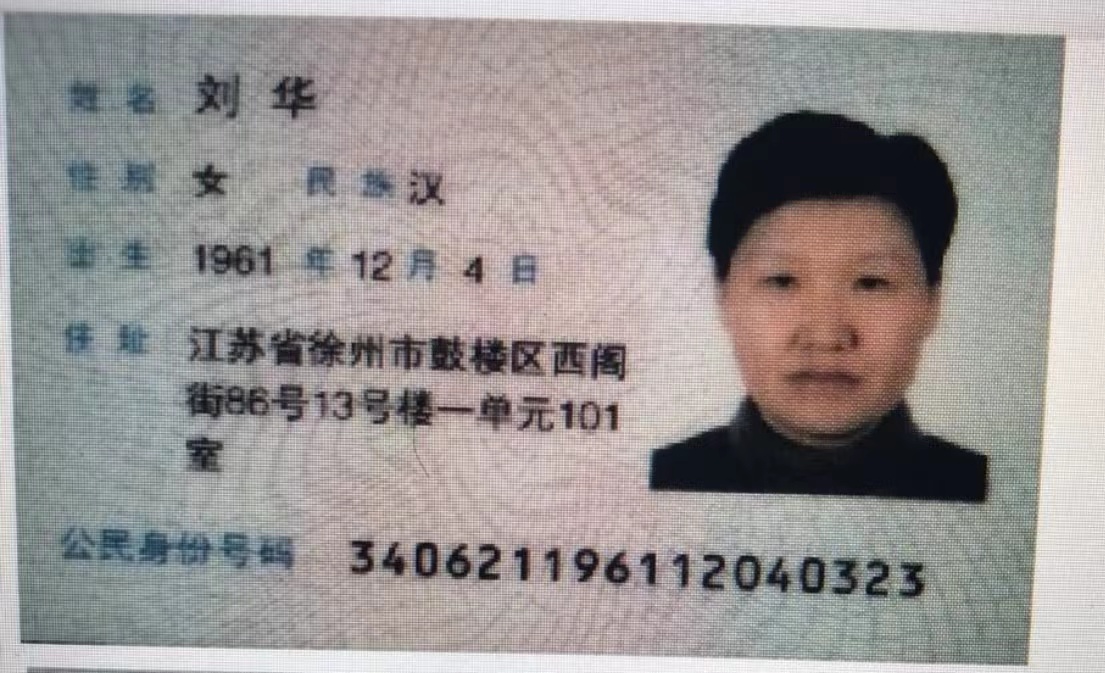 姓名 刘华
性别 女 民族 汉
出生 1961 年 12 月 4 日
住址 江苏省徐州市鼓楼区西阁
街86号13号楼一单元101
室
公民身份号码 340621196112040323